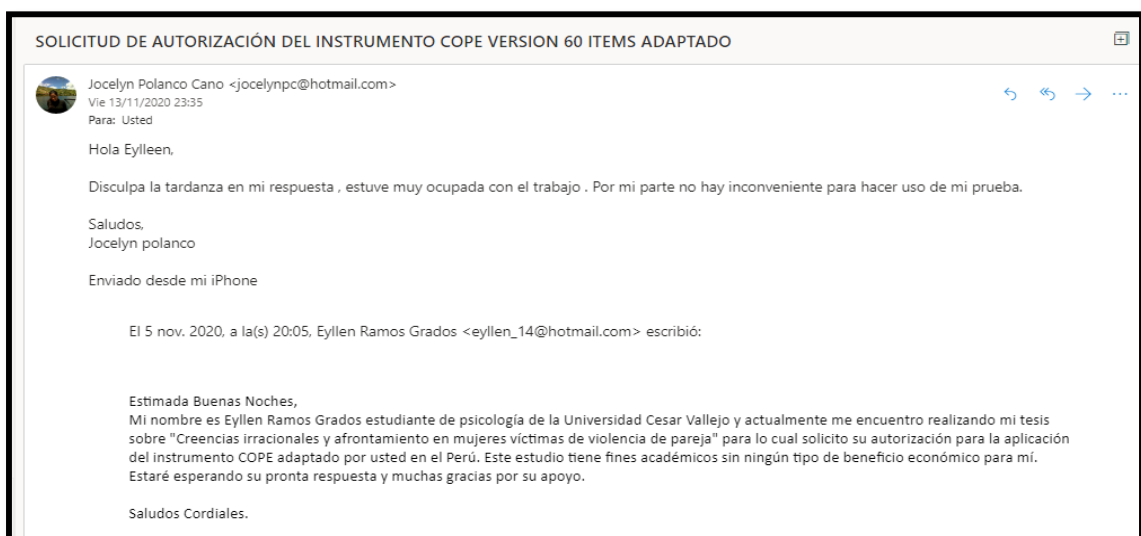 SOLICITUD DE AUTORIZACIÓN DEL INSTRUMENTO COPE VERSION 60 ITEMS ADAPTADO
Jocelyn Polanco Cano <jocelynpc@hotmail.com>
Vie 13/11/2020 23:35
Para: Usted
Hola Eylleen,
Disculpa la tardanza en mi respuesta , estuve muy ocupada con el trabajo . Por mi parte no hay inconveniente para hacer uso de mi prueba.
Saludos,
Jocelyn polanco
Enviado desde mi iPhone
El 5 nov. 2020, a la(s) 20:05, Eyllen Ramos Grados <eyllen_14@hotmail.com> escribió:
Estimada Buenas Noches,
Mi nombre es Eyllen Ramos Grados estudiante de psicología de la Universidad Cesar Vallejo y actualmente me encuentro realizando mi tesis
sobre "Creencias irracionales y afrontamiento en mujeres víctimas de violencia de pareja" para lo cual solicito su autorización para la aplicación
del instrumento COPE adaptado por usted en el Perú. Este estudio tiene fines académicos sin ningún tipo de beneficio económico para mí.
Estaré esperando su pronta respuesta y muchas gracias por su apoyo.
Saludos Cordiales.